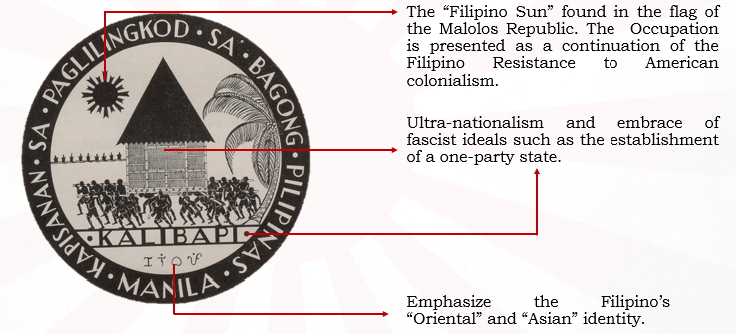 KAPISANAN · SA · PAGLILINGKOD · SA · BAGONG · PILIPINAS · MANILA ·
· KALIBAPI ·
ᜃ ᜎᜒ ᜊ ᜉᜒ
The “Filipino Sun” found in the flag of
the Malolos Republic. The Occupation
is presented as a continuation of the
Filipino Resistance to American
colonialism.
Ultra-nationalism and embrace of
fascist ideals such as the establishment
of a one-party state.
Emphasize the Filipino’s
“Oriental” and “Asian” identity.